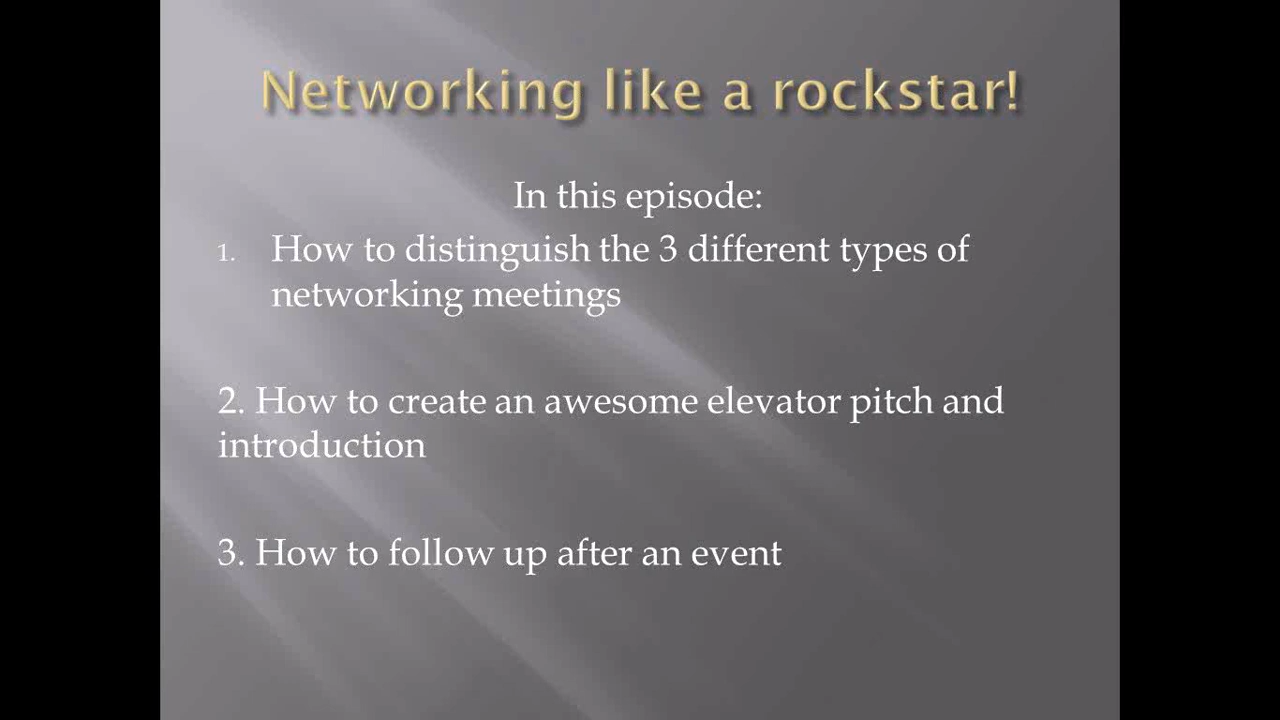 Networking like a rockstar!
In this episode:
1. How to distinguish the 3 different types of
networking meetings
2. How to create an awesome elevator pitch and
introduction
3. How to follow up after an event